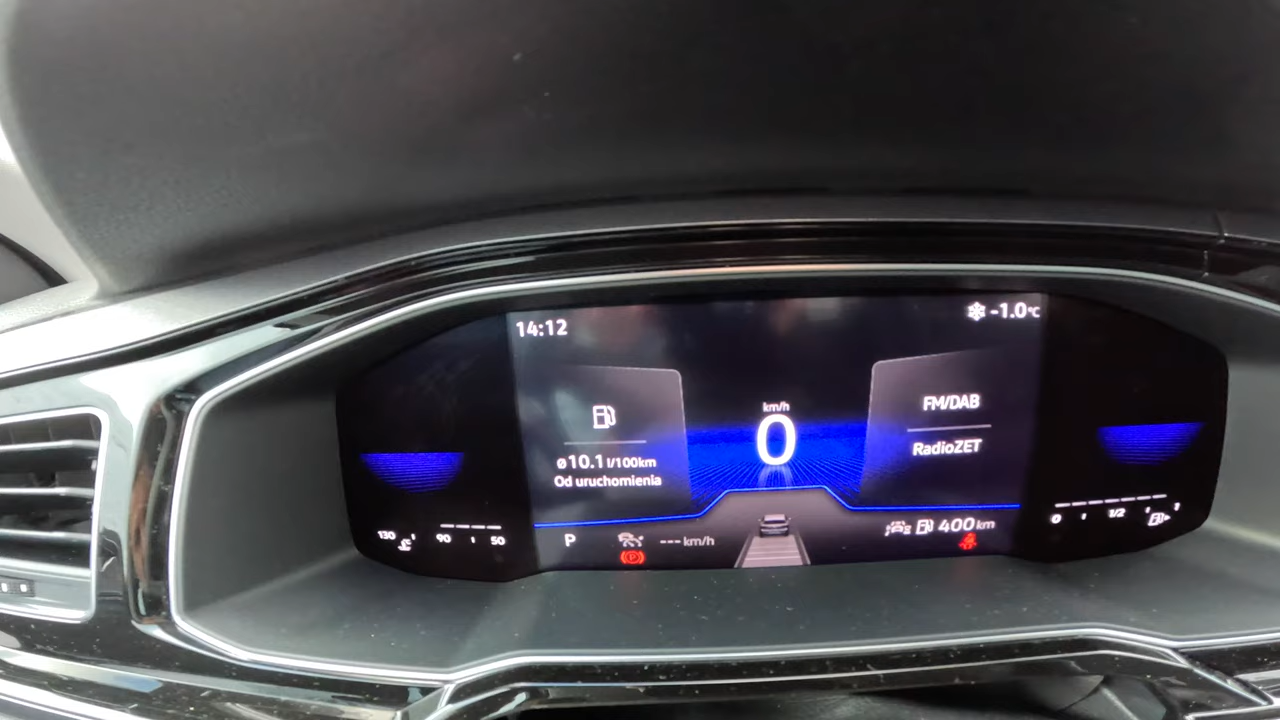 14:12
-1.0°C
km/h
0
ø10.1 l/100km
Od uruchomienia
FM/DAB
RadioZET
130
90
50
P
--- km/h
400 km
0
1/2